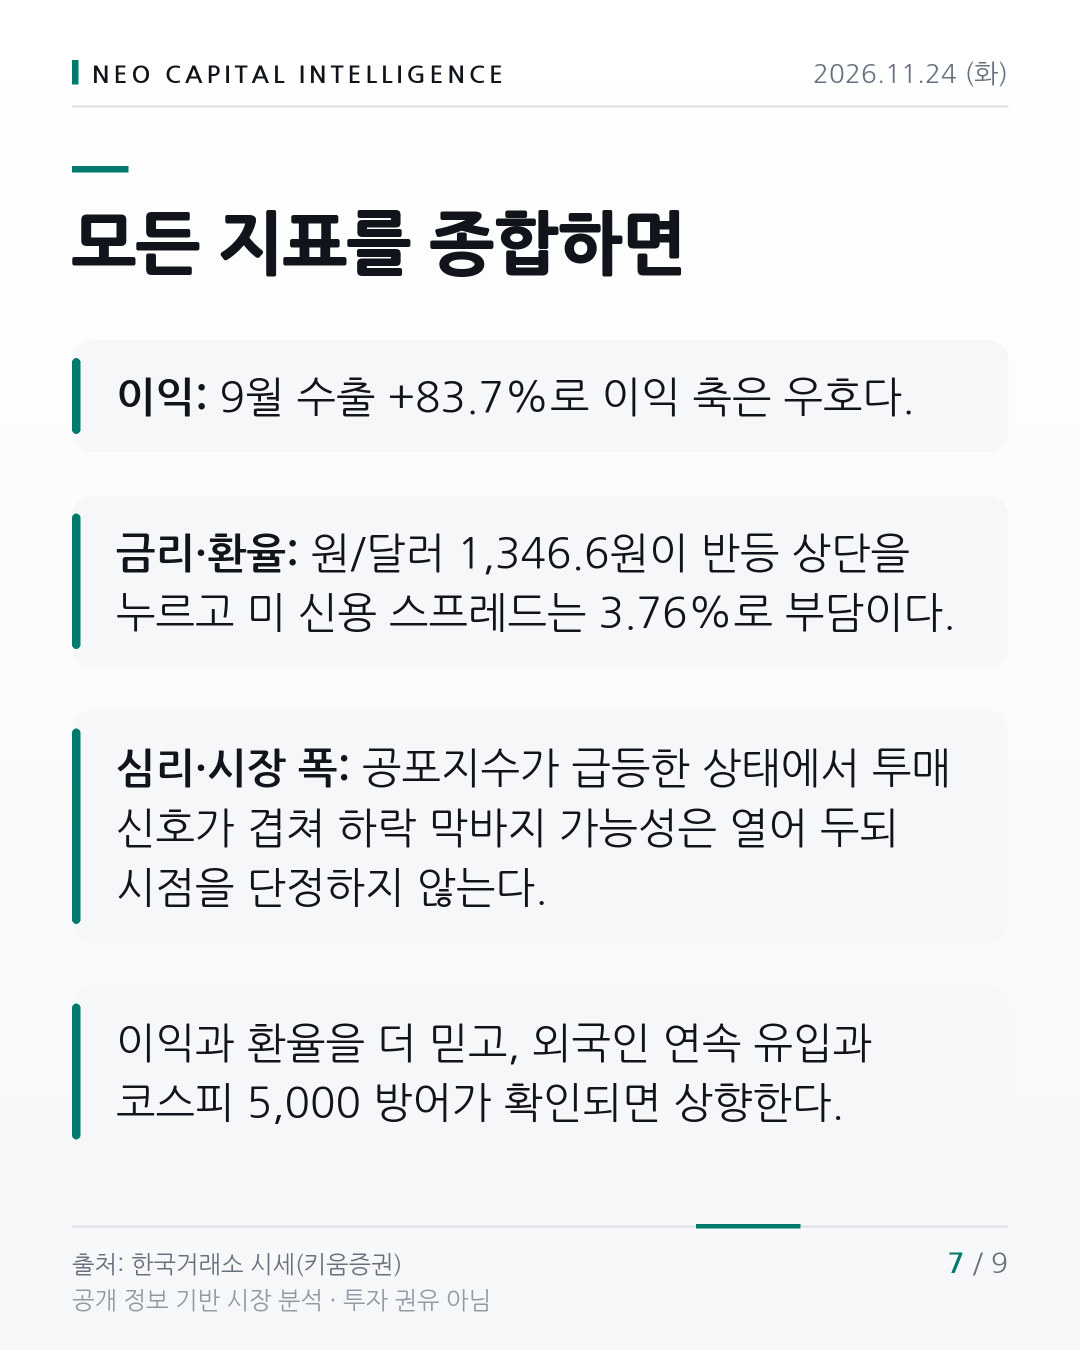 NEO CAPITAL INTELLIGENCE
2026.11.24 (화)
모든 지표를 종합하면
이익: 9월 수출 +83.7%로 이익 축은 우호다.
금리·환율: 원/달러 1,346.6원이 반등 상단을
누르고 미 신용 스프레드는 3.76%로 부담이다.
심리·시장 폭: 공포지수가 급등한 상태에서 투매
신호가 겹쳐 하락 막바지 가능성은 열어 두되
시점을 단정하지 않는다.
이익과 환율을 더 믿고, 외국인 연속 유입과
코스피 5,000 방어가 확인되면 상향한다.
출처: 한국거래소 시세(키움증권)
7 / 9
공개 정보 기반 시장 분석 · 투자 권유 아님